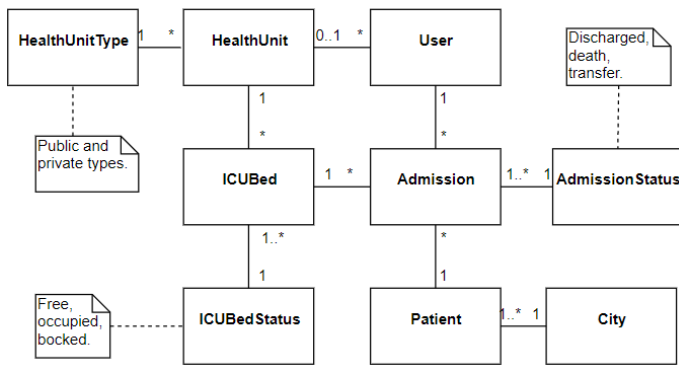 HealthUnitType
1 *
HealthUnit
0..1 *
User
Discharged,
death,
transfer.
1
*
1
*
Public and
private types.
ICUBed
1 *
Admission
1..* 1
AdmissionStatus
1..*
1
*
1
Free,
occupied,
bocked.
ICUBedStatus
Patient
1..* 1
City